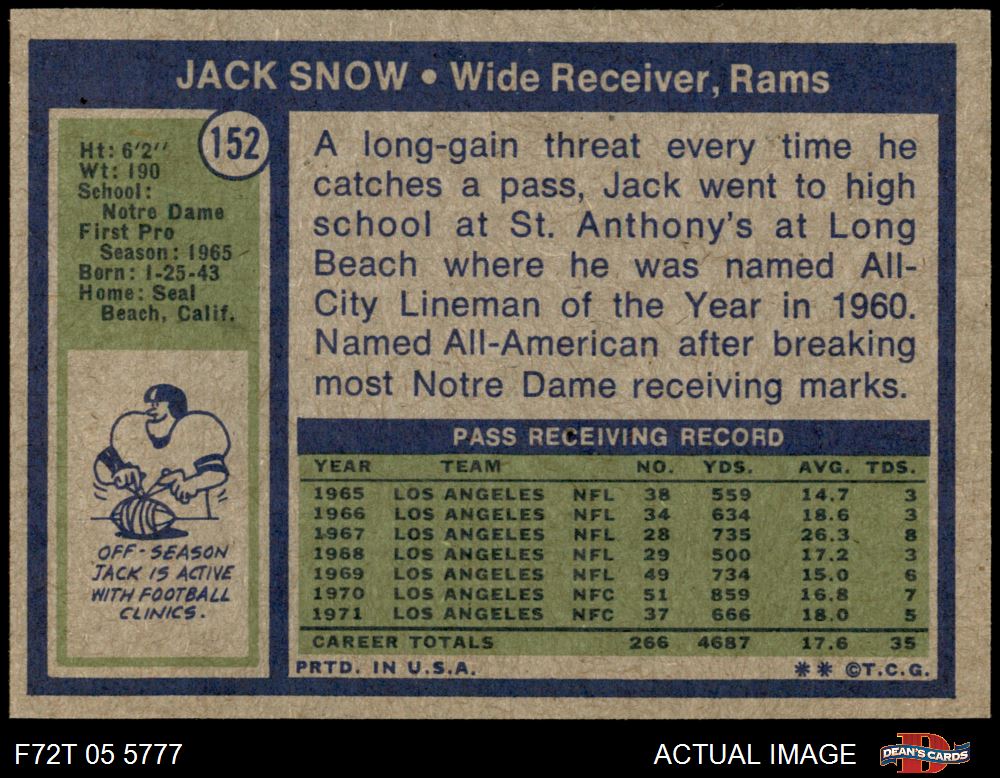 JACK SNOW • Wide Receiver, Rams
152
Ht: 6'2''
Wt: 190
School:
Notre Dame
First Pro
Season: 1965
Born: 1-25-43
Home: Seal
Beach, Calif.
OFF-SEASON
JACK IS ACTIVE
WITH FOOTBALL
CLINICS.
A long-gain threat every time he
catches a pass, Jack went to high
school at St. Anthony's at Long
Beach where he was named All-
City Lineman of the Year in 1960.
Named All-American after breaking
most Notre Dame receiving marks.
PASS RECEIVING RECORD
YEAR TEAM NO. YDS. AVG. TDS.
1965 LOS ANGELES NFL 38 559 14.7 3
1966 LOS ANGELES NFL 34 634 18.6 3
1967 LOS ANGELES NFL 28 735 26.3 8
1968 LOS ANGELES NFL 29 500 17.2 3
1969 LOS ANGELES NFL 49 734 15.0 6
1970 LOS ANGELES NFC 51 859 16.8 7
1971 LOS ANGELES NFC 37 666 18.0 5
CAREER TOTALS 266 4687 17.6 35
PRTD. IN U.S.A. ** ©T.C.G.
F72T 05 5777 ACTUAL IMAGE D DEAN'S CARDS